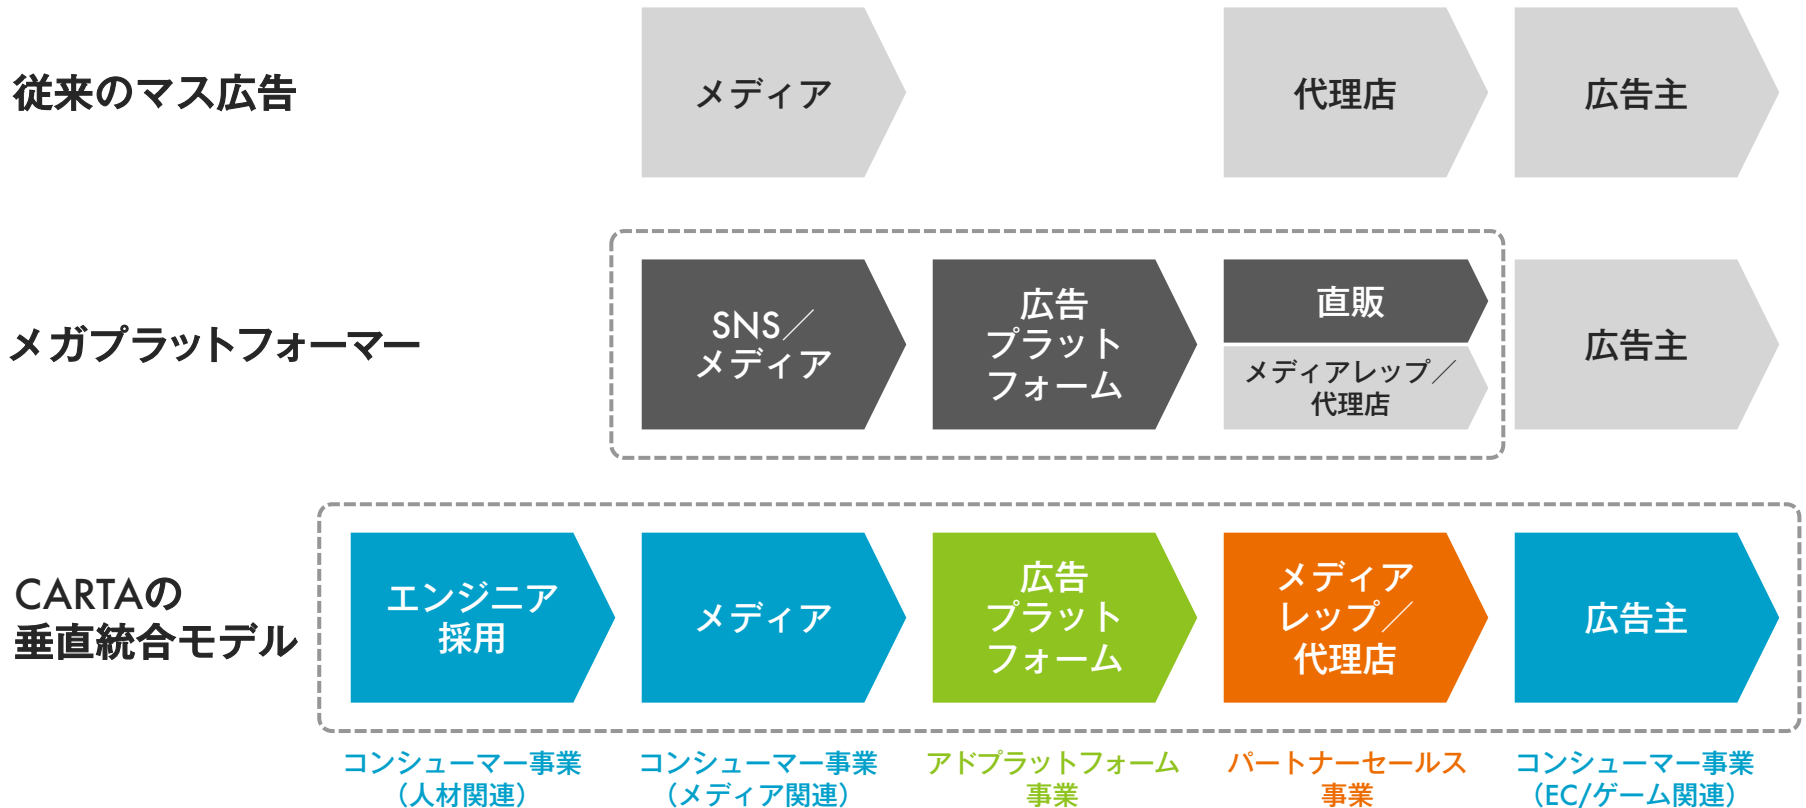 従来のマス広告
メディア
代理店
広告主
メガプラットフォーマー
SNS／
メディア
広告
プラット
フォーム
直販
メディアレップ／
代理店
広告主
CARTAの
垂直統合モデル
エンジニア
採用
メディア
広告
プラット
フォーム
メディア
レップ／
代理店
広告主
コンシューマー事業
（人材関連）
コンシューマー事業
（メディア関連）
アドプラットフォーム
事業
パートナーセールス
事業
コンシューマー事業
（EC/ゲーム関連）